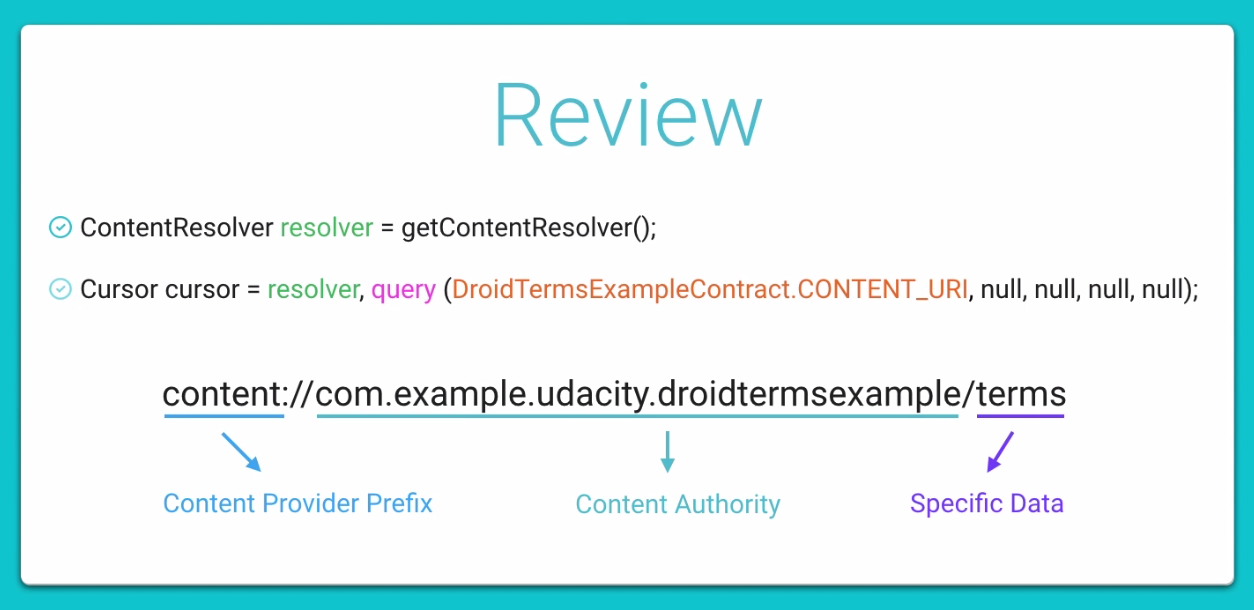 Review
ContentResolver resolver = getContentResolver();
Cursor cursor = resolver, query (DroidTermsExampleContract.CONTENT_URI, null, null, null, null);
content://com.example.udacity.droidtermsexample/terms
Content Provider Prefix Content Authority Specific Data